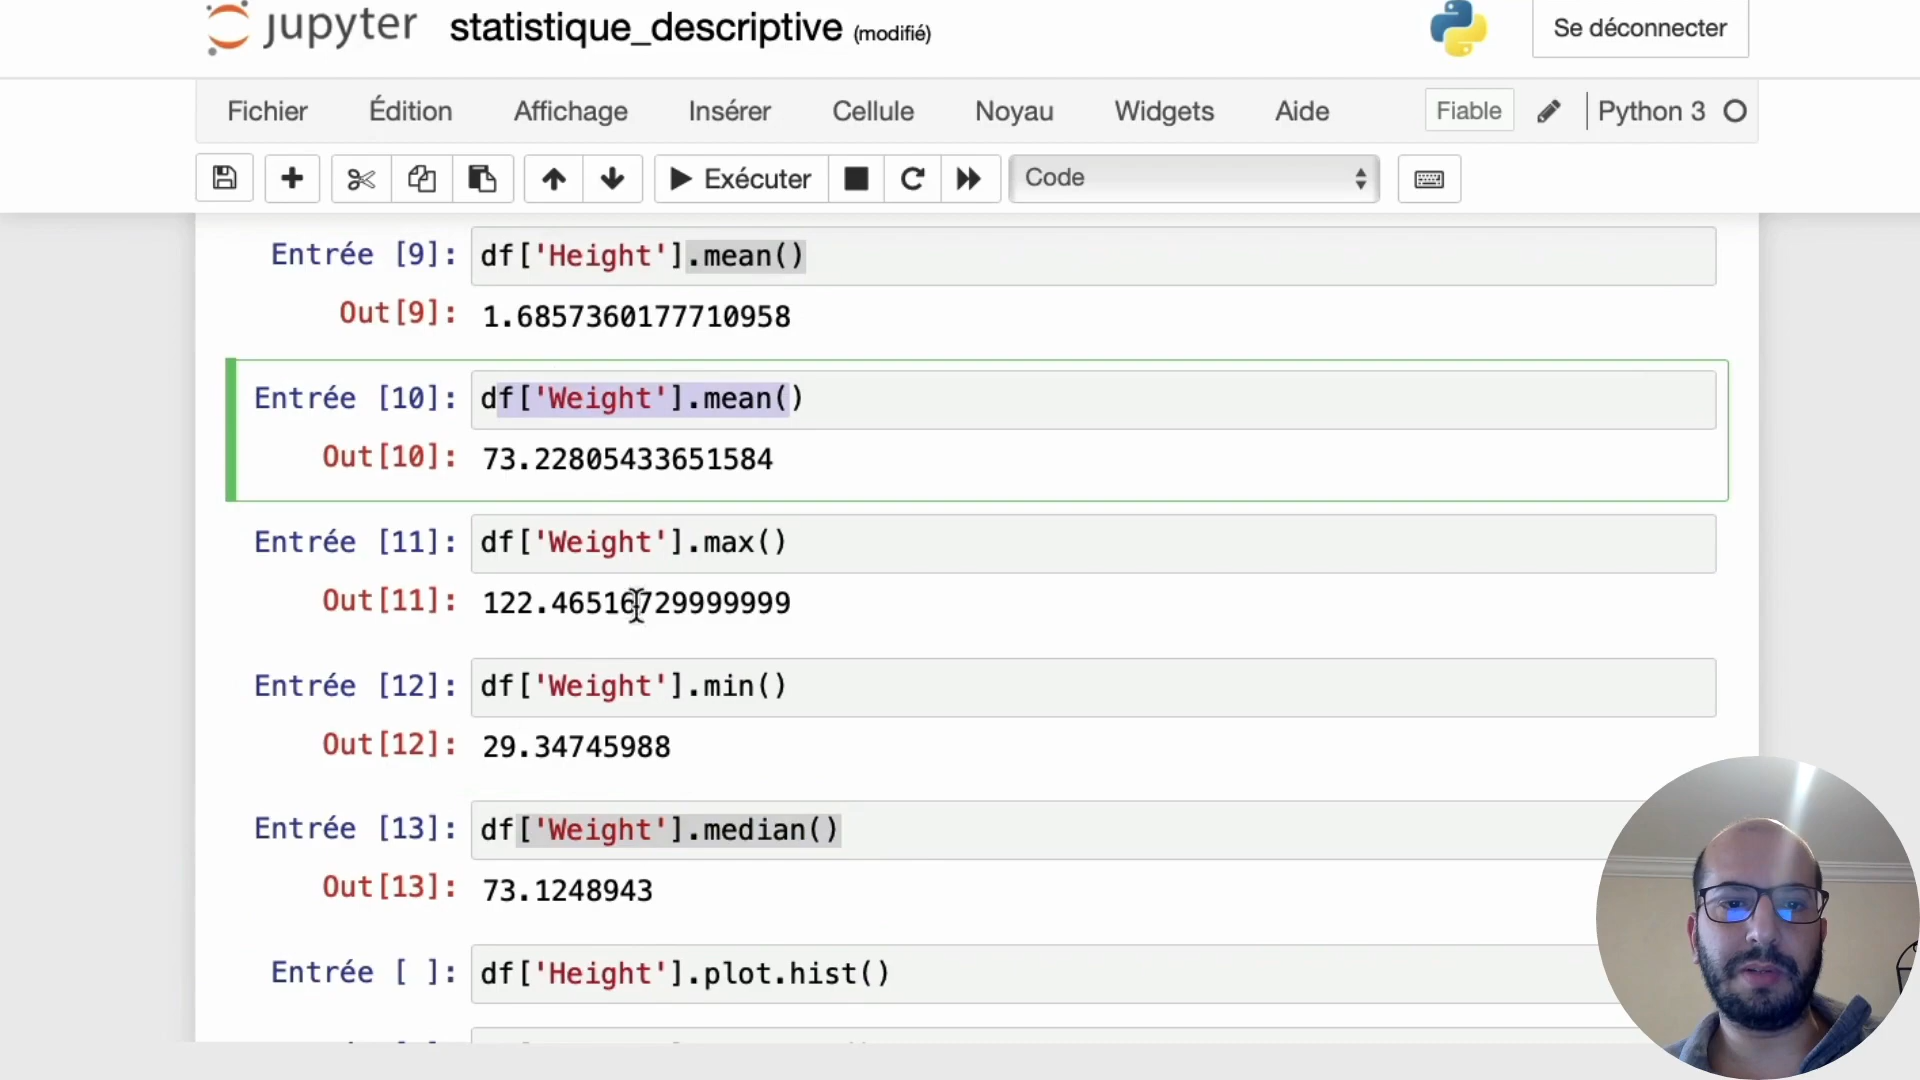 jupyter statistique_descriptive (modifié) Se déconnecter
Fichier Édition Affichage Insérer Cellule Noyau Widgets Aide Fiable Python 3
Exécuter Code
Entrée [9]: df['Height'].mean()
Out[9]: 1.6857360177710958
Entrée [10]: df['Weight'].mean()
Out[10]: 73.22805433651584
Entrée [11]: df['Weight'].max()
Out[11]: 122.46516729999999
Entrée [12]: df['Weight'].min()
Out[12]: 29.34745988
Entrée [13]: df['Weight'].median()
Out[13]: 73.1248943
Entrée [ ]: df['Height'].plot.hist()